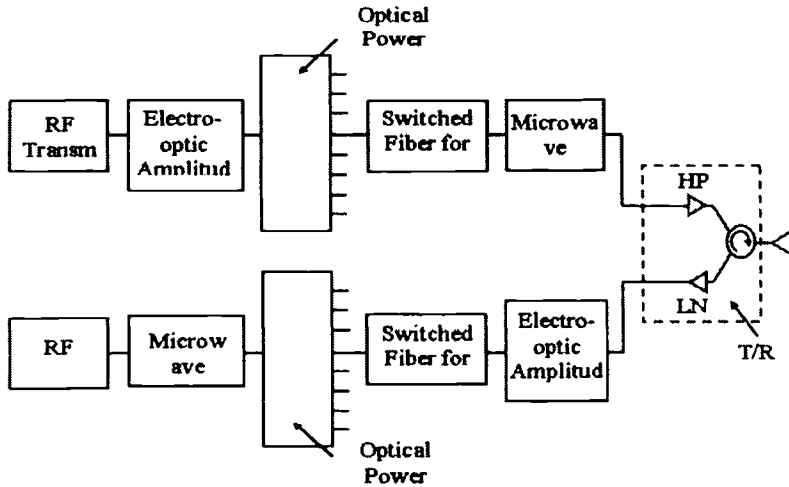 Optical
Power
RF
Transm
Electro-
optic
Amplitud
Switched
Fiber for
Microwa
ve
HP
LN
T/R
RF
Microw
ave
Switched
Fiber for
Electro-
optic
Amplitud
Optical
Power